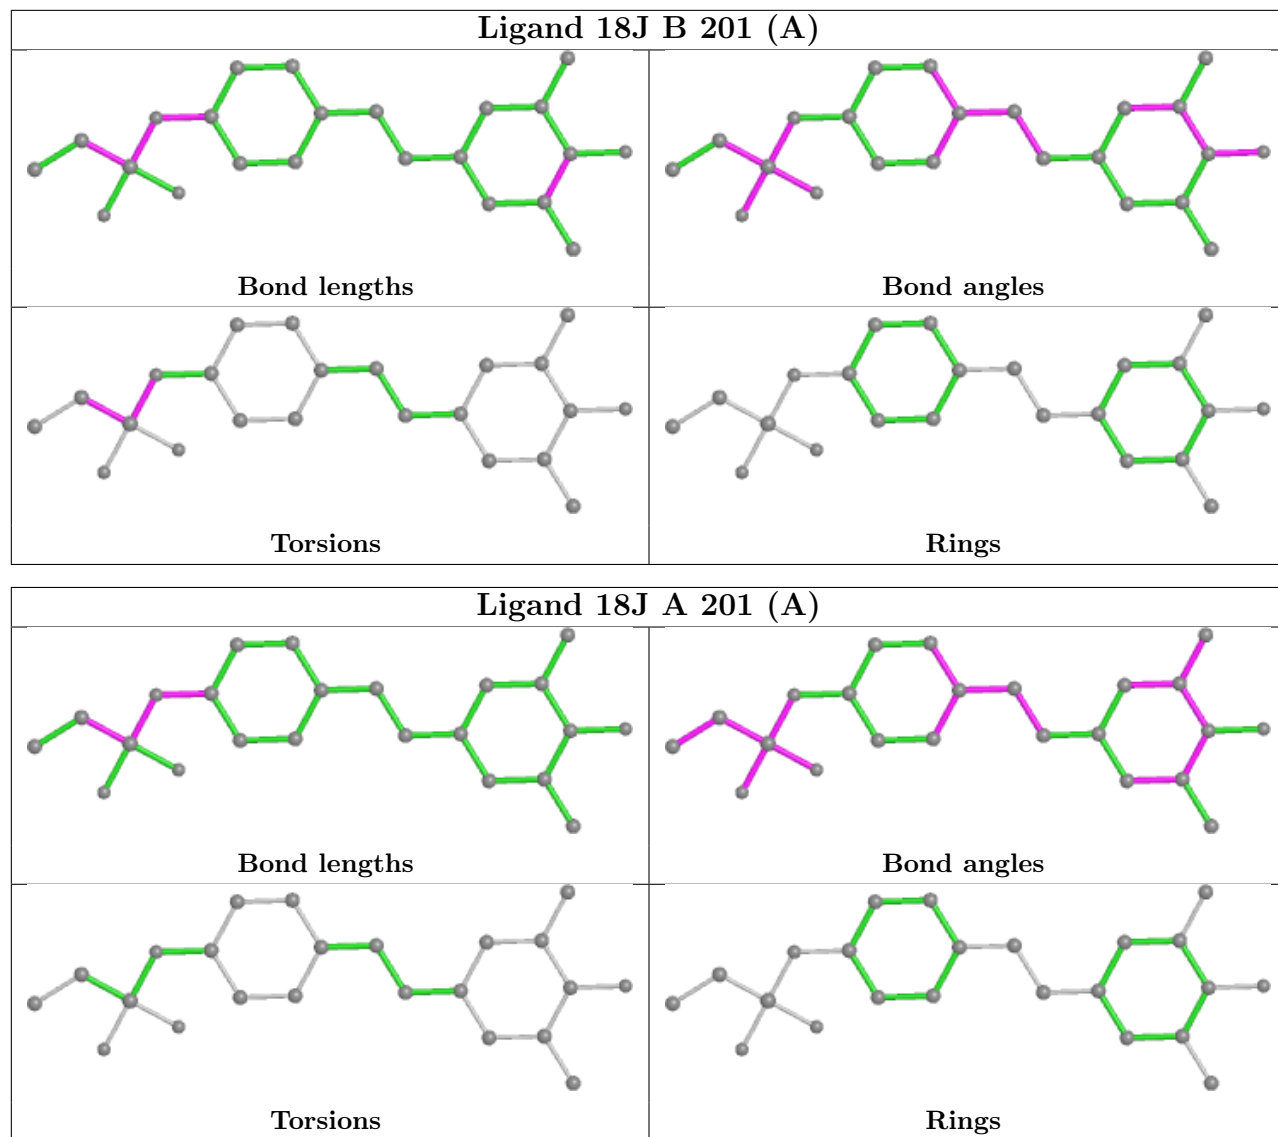 Ligand 18J B 201 (A)
Bond lengths
Bond angles
Torsions
Rings
Ligand 18J A 201 (A)
Bond lengths
Bond angles
Torsions
Rings